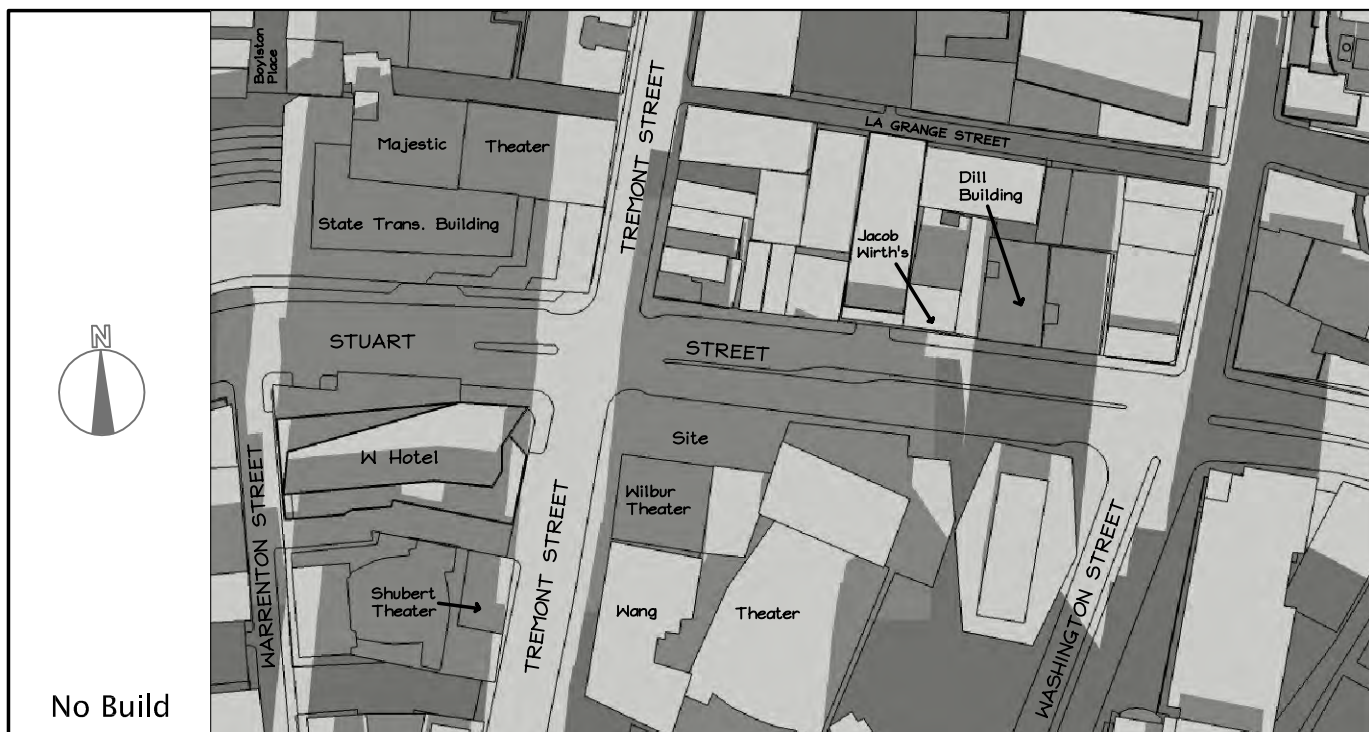 Boylston
Place
Majestic
Theater
TREMONT STREET
LA GRANGE STREET
Dill
Building
State Trans. Building
Jacob
Wirth's
N
STUART
STREET
Site
W Hotel
Wilbur
Theater
WARRENTON STREET
TREMONT STREET
WASHINGTON STREET
Shubert
Theater
Wang
Theater
No Build